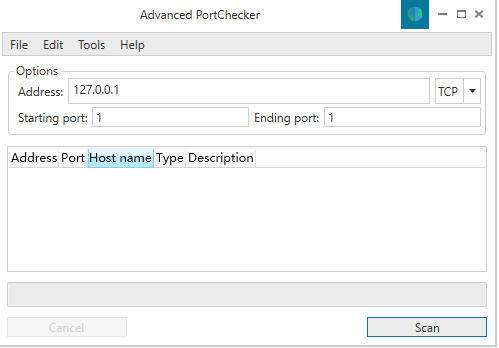 Advanced PortChecker
File Edit Tools Help
Options
Address: 127.0.0.1 TCP
Starting port: 1 Ending port: 1
Address Port Host name Type Description
Cancel Scan